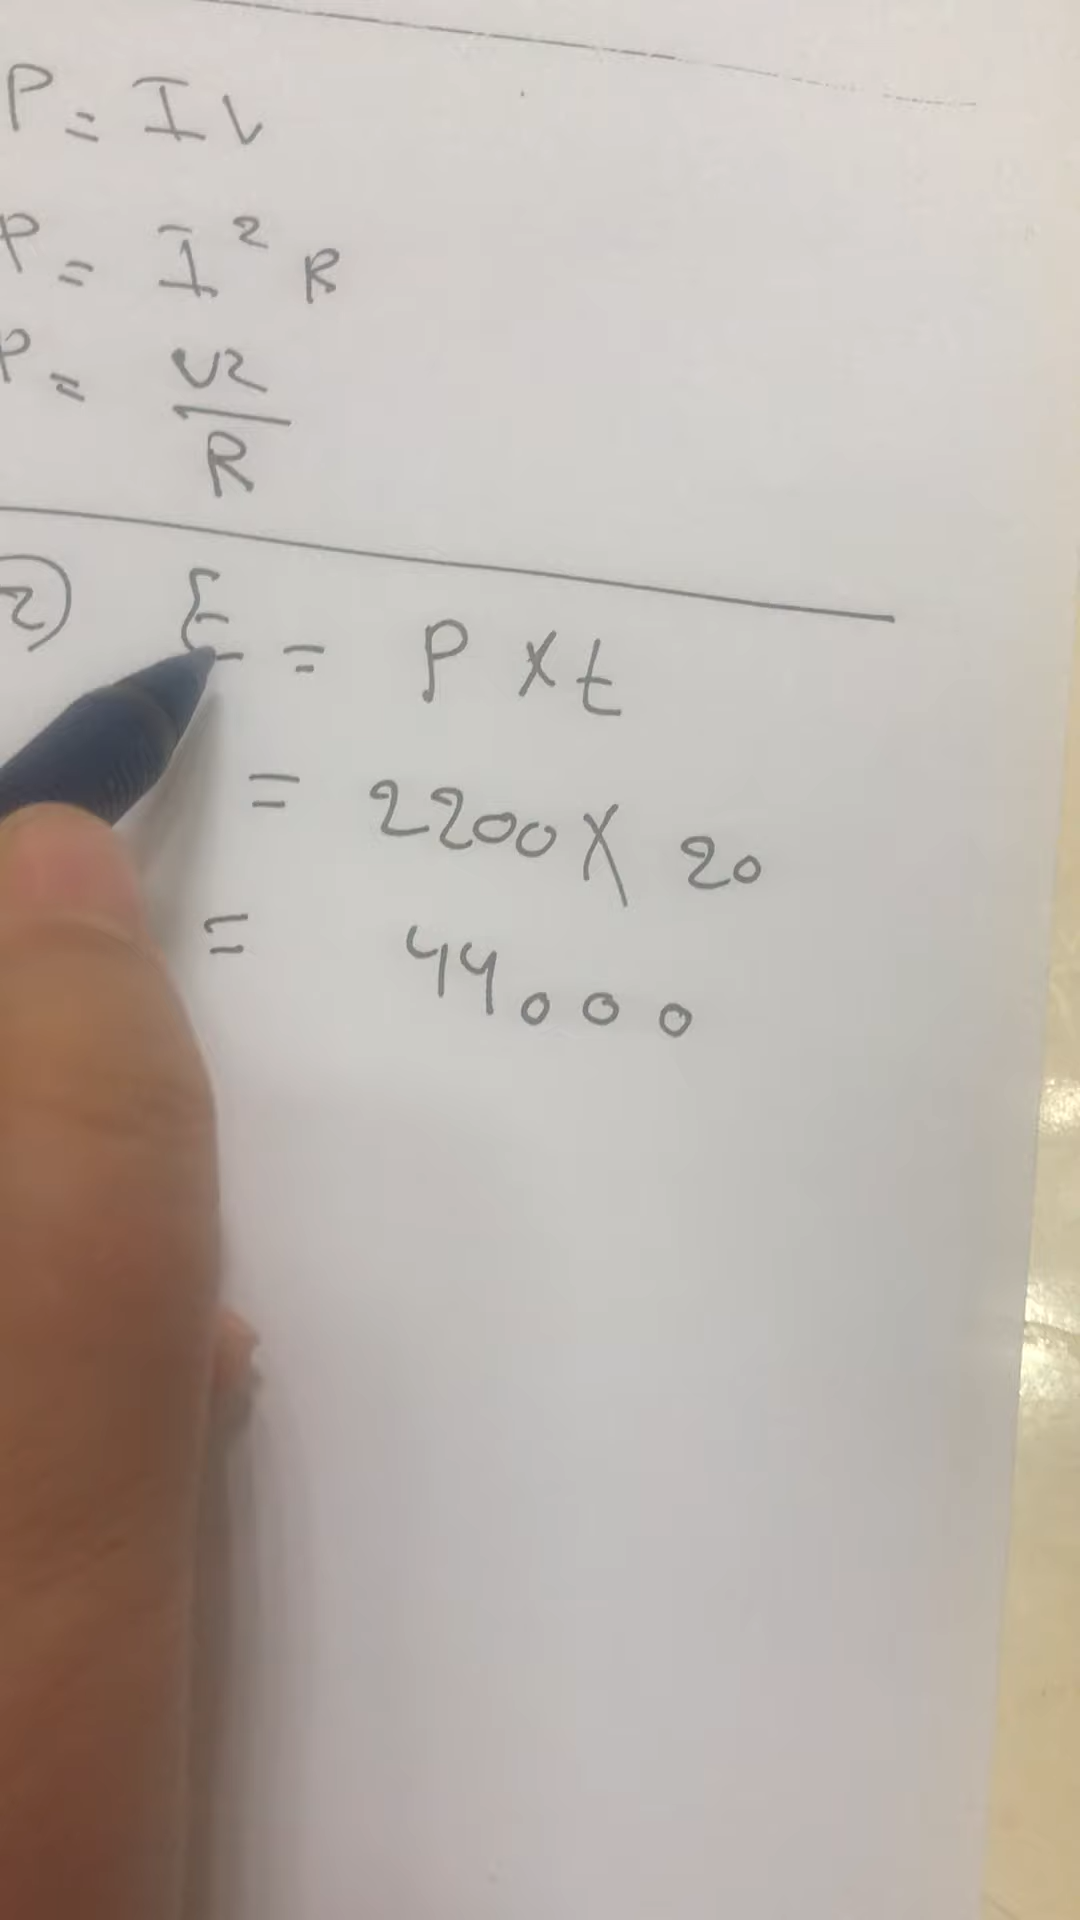 P = IV
P = I² R
P = V2
R
2) E = P x t
= 2200 X 20
= 44000